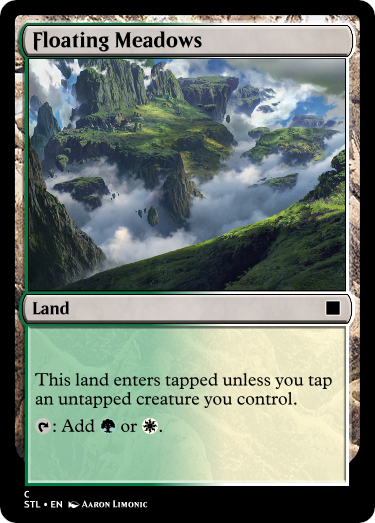 Floating Meadows
Land
This land enters tapped unless you tap
an untapped creature you control.
: Add or .
C
STL • EN Aaron Limonic